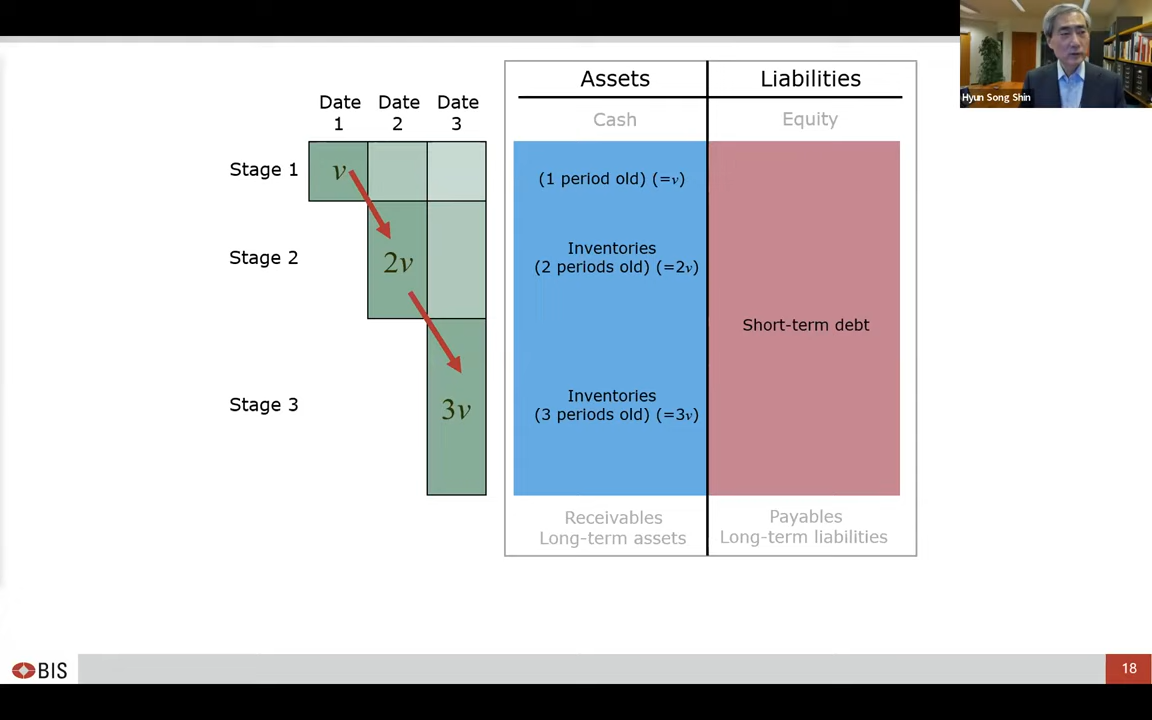 Hyun Song Shin
Assets
Liabilities
Date
1
Date
2
Date
3
Cash
Equity
Stage 1
v
(1 period old) (=v)
Stage 2
2v
Inventories
(2 periods old) (=2v)
Short-term debt
Stage 3
3v
Inventories
(3 periods old) (=3v)
Receivables
Long-term assets
Payables
Long-term liabilities
BIS
18